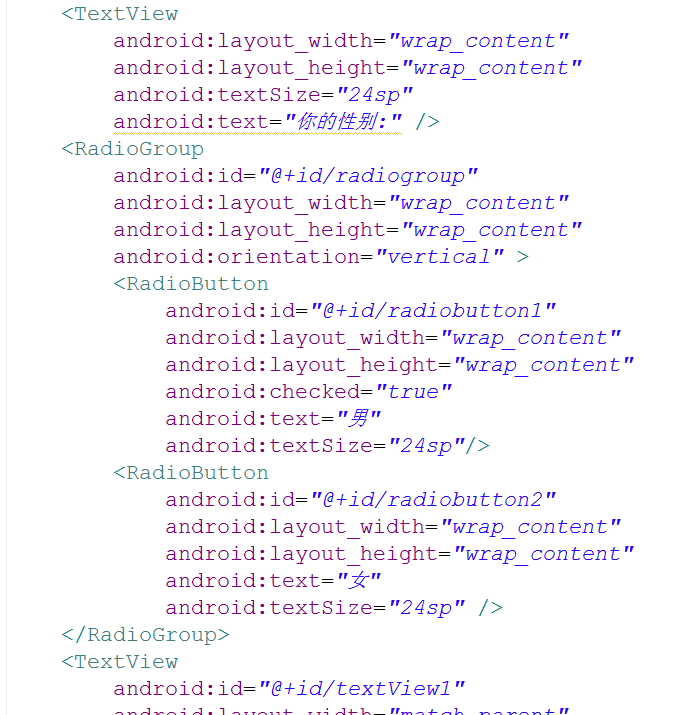 <TextView
android:layout_width="wrap_content"
android:layout_height="wrap_content"
android:textSize="24sp"
android:text="你的性别:" />
<RadioGroup
android:id="@+id/radiogroup"
android:layout_width="wrap_content"
android:layout_height="wrap_content"
android:orientation="vertical" >
<RadioButton
android:id="@+id/radiobutton1"
android:layout_width="wrap_content"
android:layout_height="wrap_content"
android:checked="true"
android:text="男"
android:textSize="24sp"/>
<RadioButton
android:id="@+id/radiobutton2"
android:layout_width="wrap_content"
android:layout_height="wrap_content"
android:text="女"
android:textSize="24sp" />
</RadioGroup>
<TextView
android:id="@+id/textView1"
android:layout_width="match_parent"